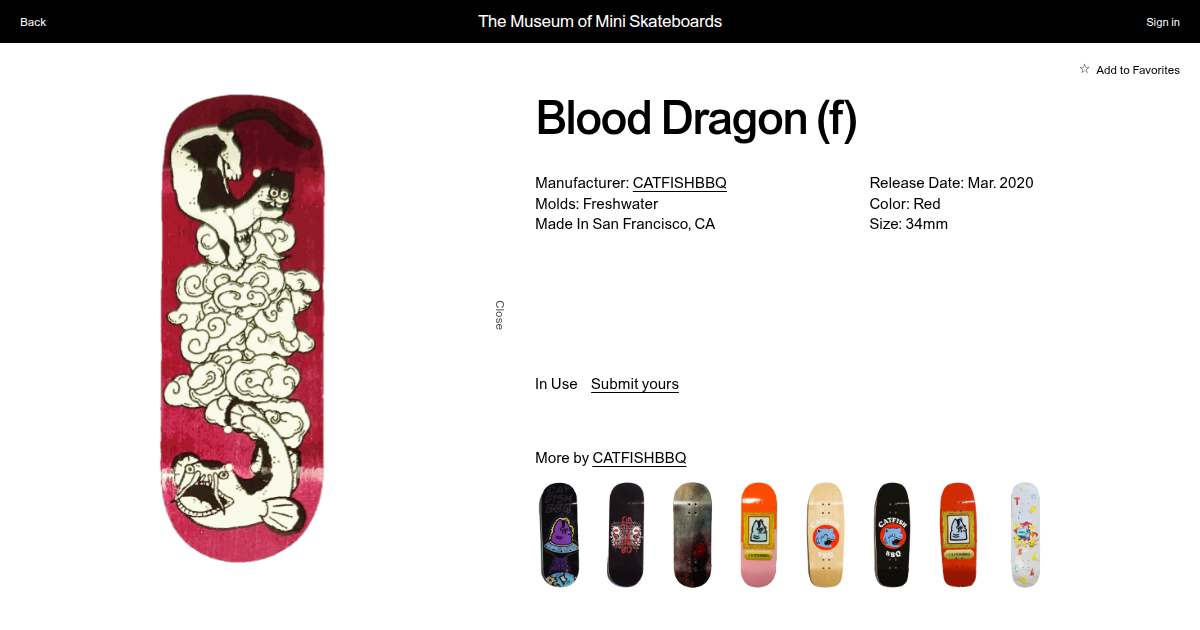 Back
The Museum of Mini Skateboards
Sign in
☆ Add to Favorites
Blood Dragon (f)
Manufacturer: CATFISHBBQ
Molds: Freshwater
Made In San Francisco, CA
Release Date: Mar. 2020
Color: Red
Size: 34mm
Close
In Use Submit yours
More by CATFISHBBQ
CATFISH
BBQ